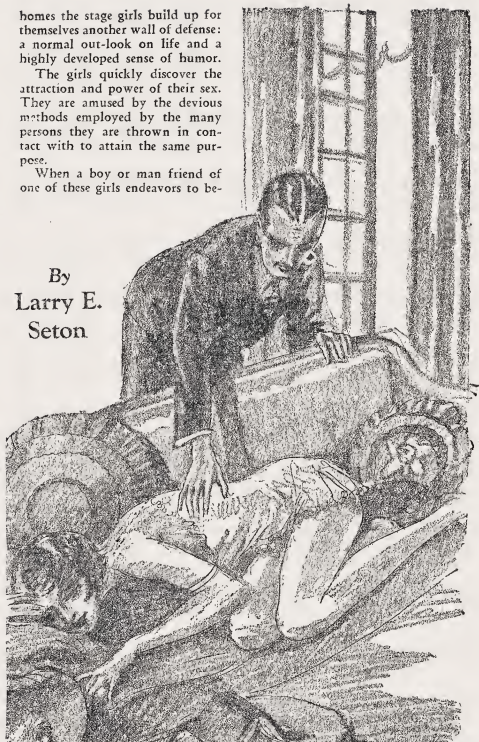 homes the stage girls build up for
themselves another wall of defense:
a normal out-look on life and a
highly developed sense of humor.
The girls quickly discover the
attraction and power of their sex.
They are amused by the devious
methods employed by the many
persons they are thrown in con-
tact with to attain the same pur-
pose.
When a boy or man friend of
one of these girls endeavors to be-
By
Larry E.
Seton